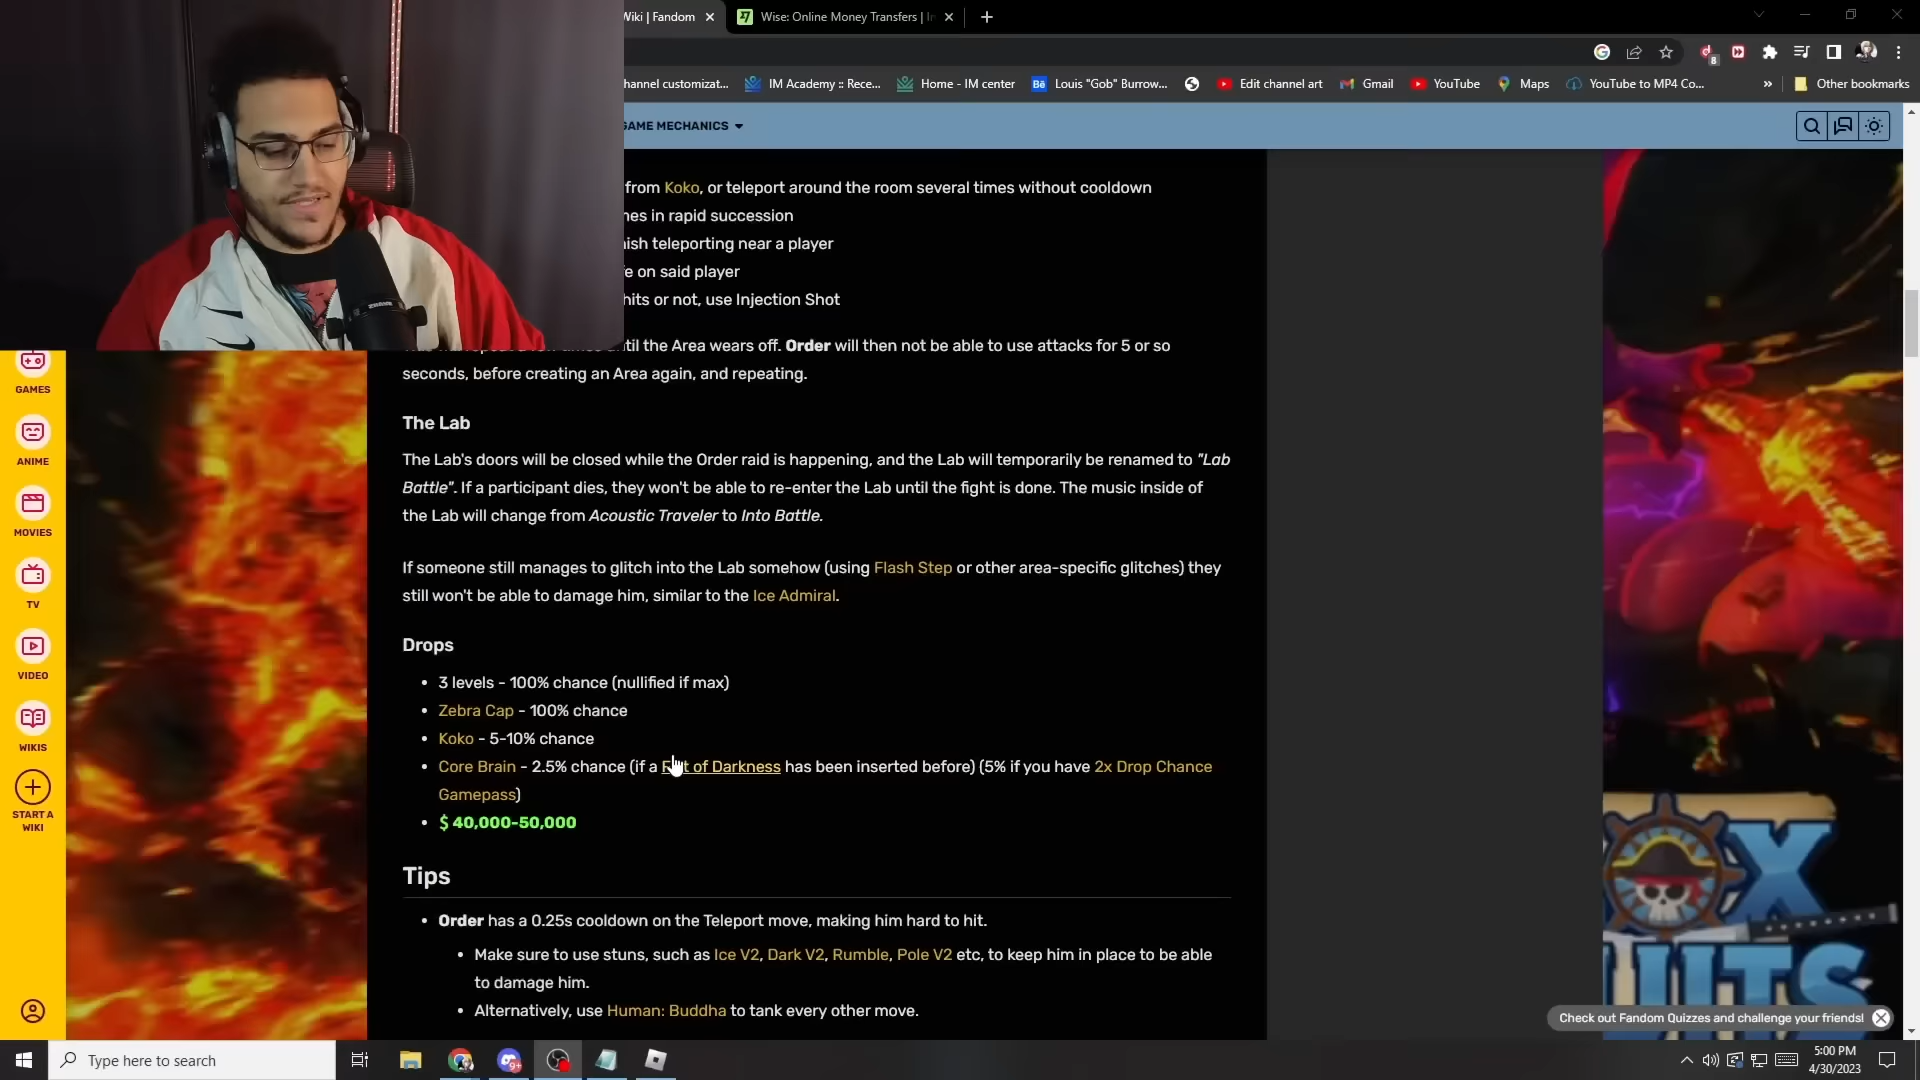 Wiki | Fandom
Wise: Online Money Transfers |
8
hannel customizat...
IM Academy :: Rece...
Home - IM center
Bē Louis "Gob" Burrow...
Edit channel art
Gmail
YouTube
Maps
YouTube to MP4 Co...
»
Other bookmarks
GAME MECHANICS
from Koko, or teleport around the room several times without cooldown
nes in rapid succession
ish teleporting near a player
e on said player
hits or not, use Injection Shot
til the Area wears off. Order will then not be able to use attacks for 5 or so
seconds, before creating an Area again, and repeating.
The Lab
The Lab's doors will be closed while the Order raid is happening, and the Lab will temporarily be renamed to "Lab
Battle". If a participant dies, they won't be able to re-enter the Lab until the fight is done. The music inside of
the Lab will change from Acoustic Traveler to Into Battle.
If someone still manages to glitch into the Lab somehow (using Flash Step or other area-specific glitches) they
still won't be able to damage him, similar to the Ice Admiral.
Drops
• 3 levels - 100% chance (nullified if max)
• Zebra Cap - 100% chance
• Koko - 5-10% chance
• Core Brain - 2.5% chance (if a of Darkness has been inserted before) (5% if you have 2x Drop Chance
Gamepass)
• $ 40,000-50,000
Tips
• Order has a 0.25s cooldown on the Teleport move, making him hard to hit.
• Make sure to use stuns, such as Ice V2, Dark V2, Rumble, Pole V2 etc, to keep him in place to be able
to damage him.
• Alternatively, use Human: Buddha to tank every other move.
GAMES
ANIME
MOVIES
TV
VIDEO
WIKIS
START A
WIKI
OX
UITS
Check out Fandom Quizzes and challenge your friends!
Type here to search
9+
5:00 PM
4/30/2023